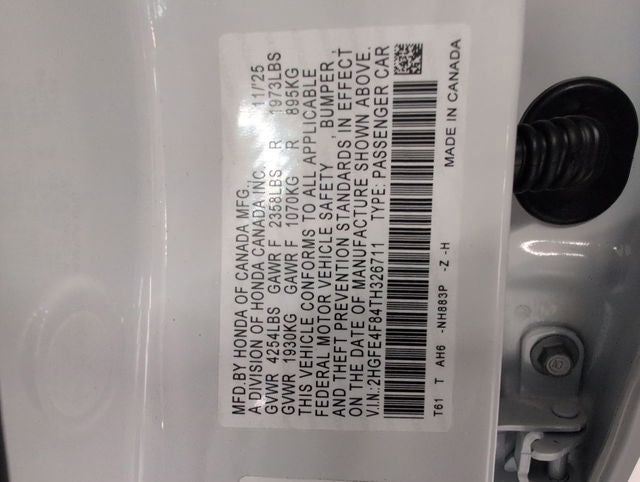 MFD.BY HONDA OF CANADA MFG.,
A DIVISION OF HONDA CANADA INC. 11/25
GVWR 4254LBS GAWR F 2358LBS R 1973LBS
GVWR 1930KG GAWR F 1070KG R 895KG
THIS VEHICLE CONFORMS TO ALL APPLICABLE
FEDERAL MOTOR VEHICLE SAFETY , BUMPER ,
AND THEFT PREVENTION STANDARDS IN EFFECT
ON THE DATE OF MANUFACTURE SHOWN ABOVE.
V.I.N.:2HGFE4F84TH326711 TYPE: PASSENGER CAR
T61 T AH6 -NH883P -Z -H MADE IN CANADA